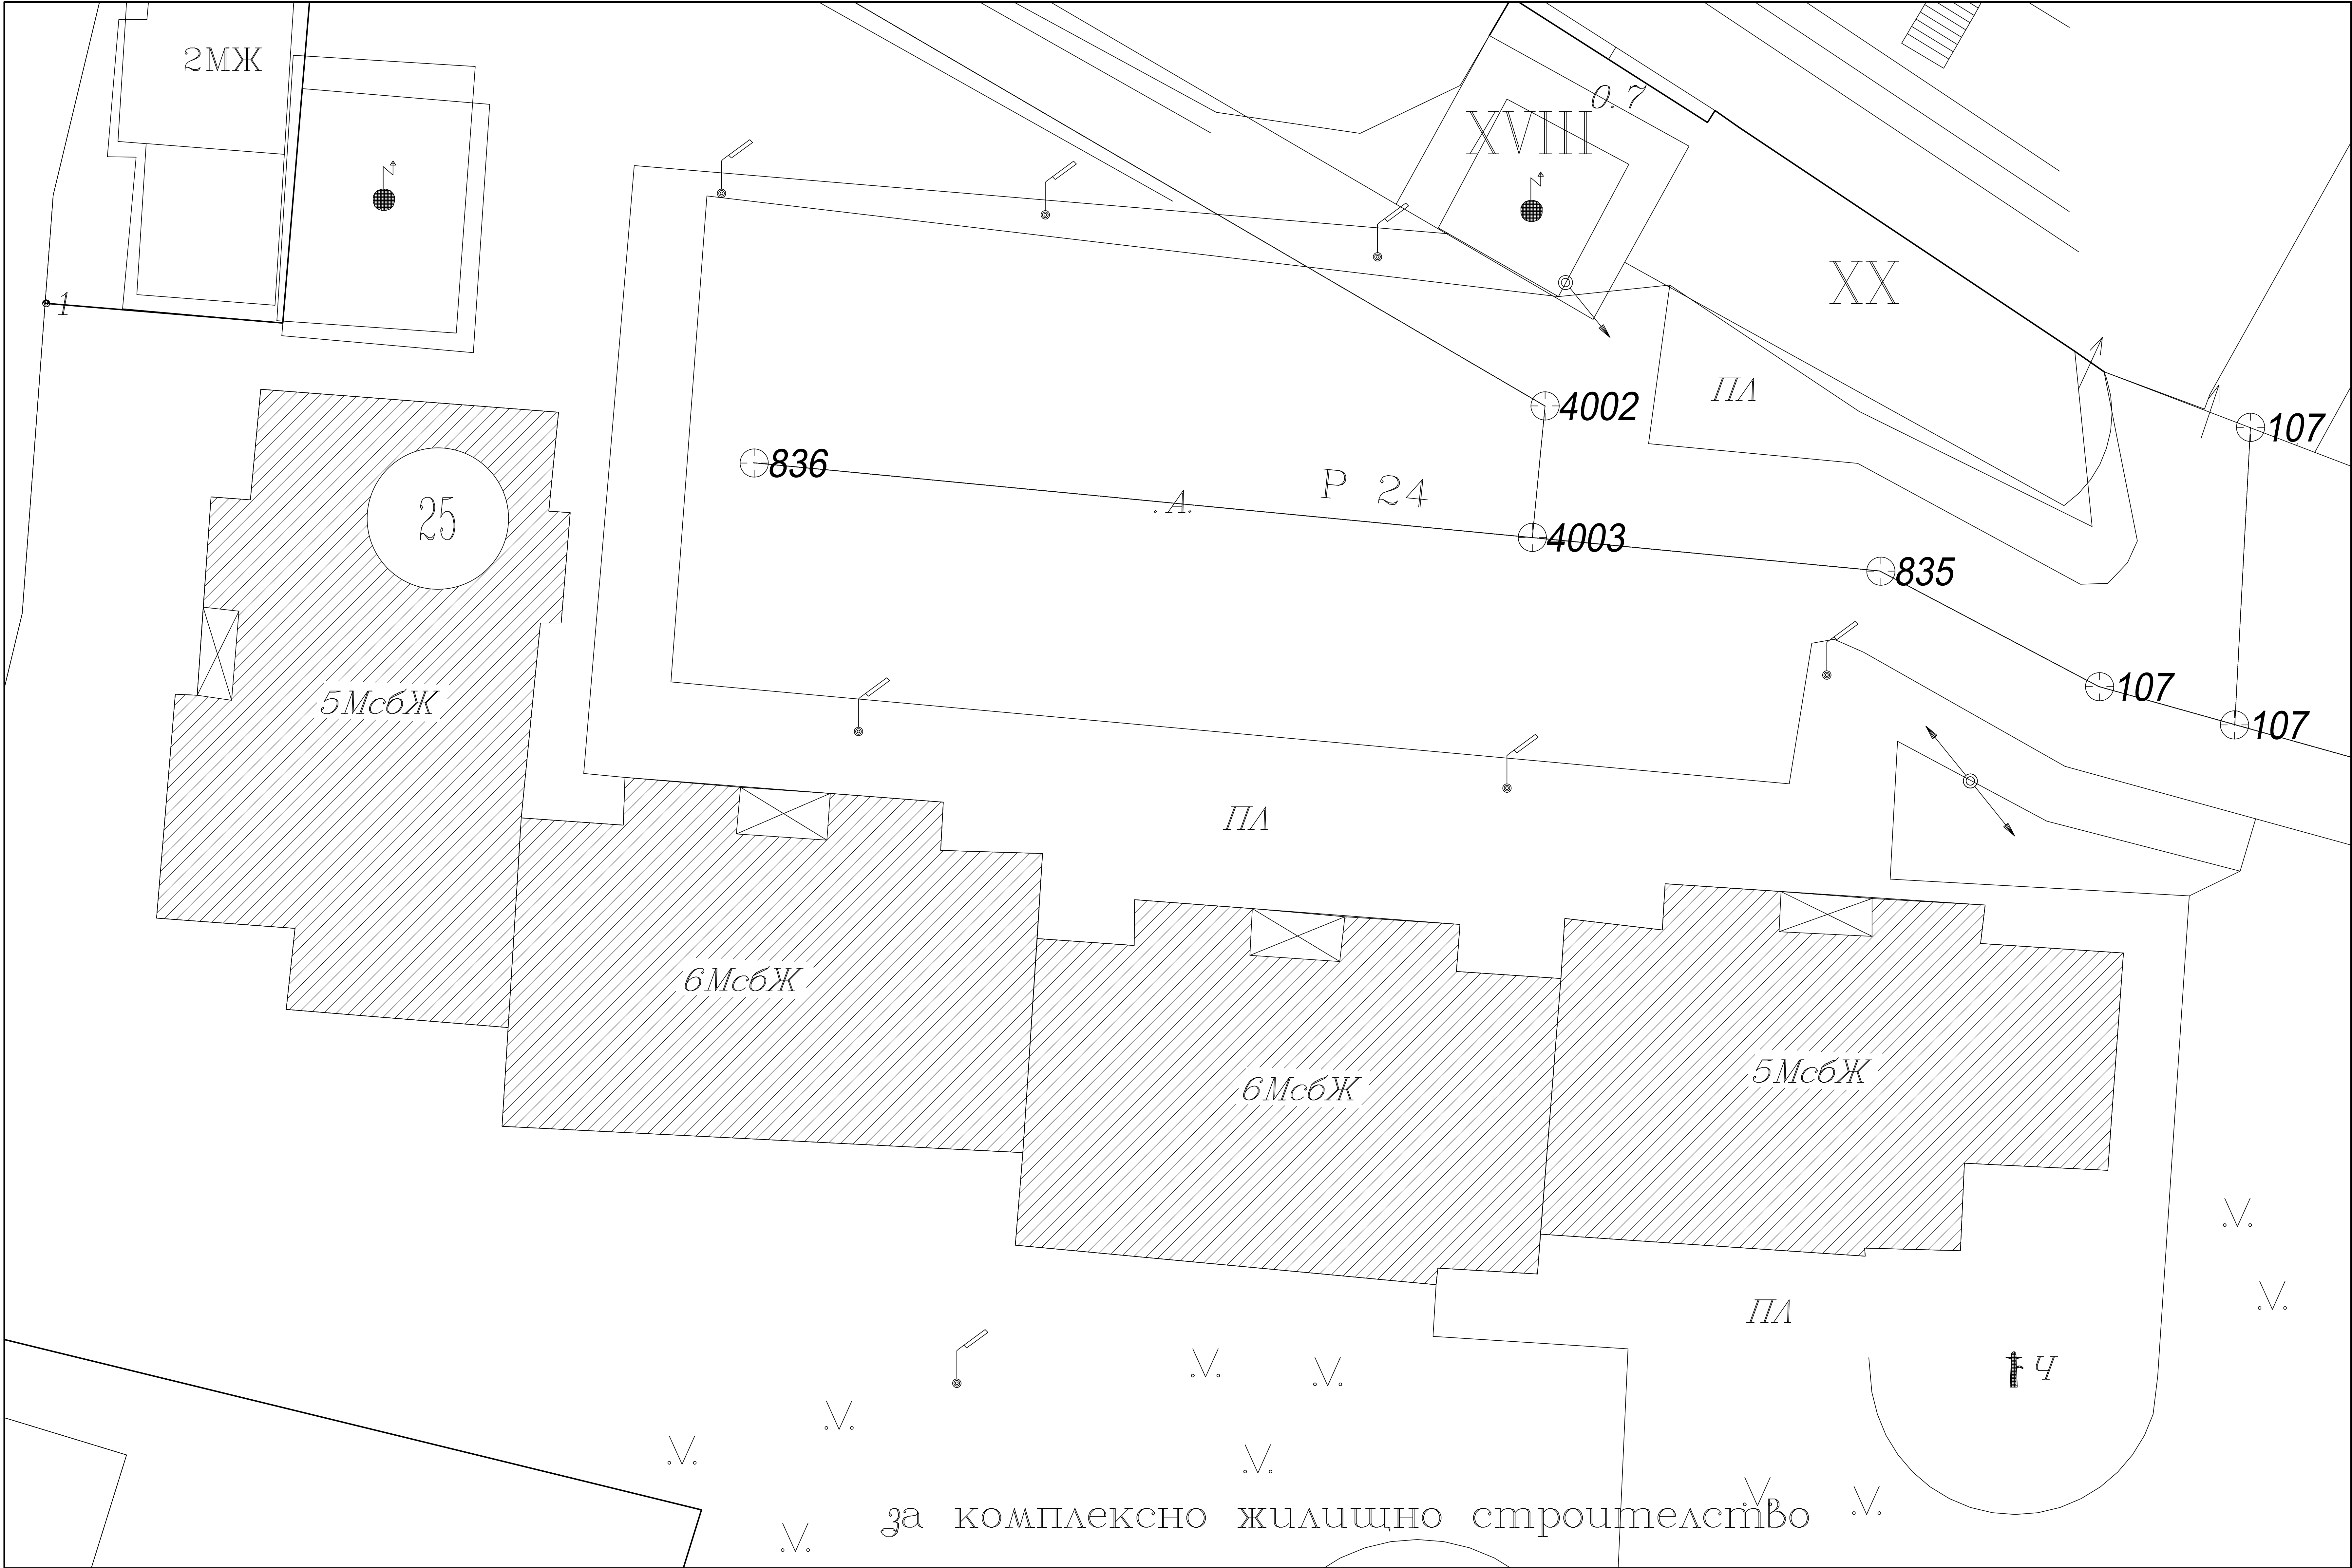 2МЖ
0.7
XVIII
XX
1
ПЛ
4002
107
836
Р 24
.А.
25
4003
835
107
5МсбЖ
107
ПЛ
6МсбЖ
5МсбЖ
6МсбЖ
ПЛ
Ч
за комплексно жилищно строителство